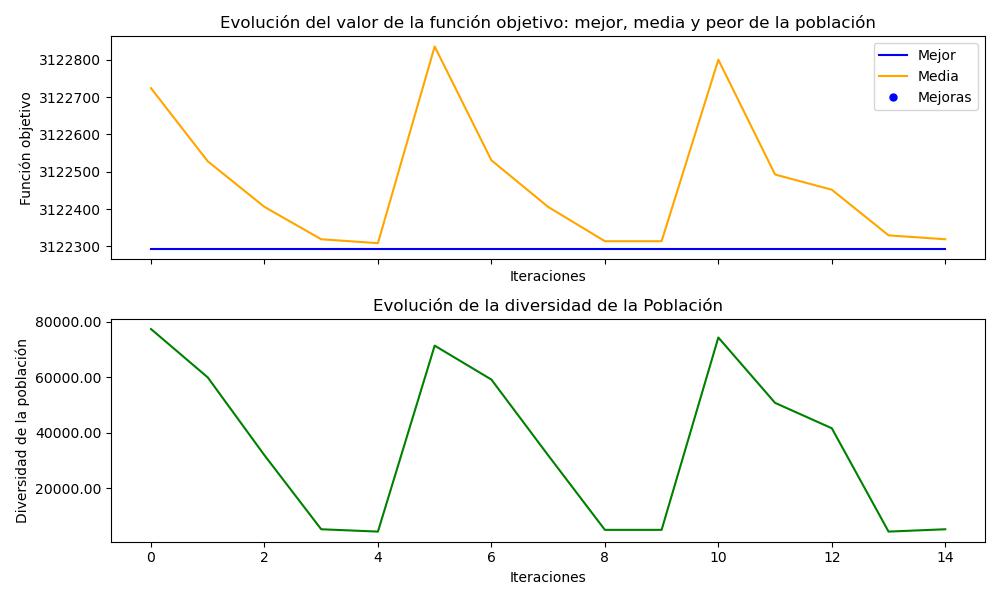 Evolución del valor de la función objetivo: mejor, media y peor de la población
Función objetivo
3122800
3122700
3122600
3122500
3122400
3122300
Mejor
Media
Mejoras
Iteraciones
Evolución de la diversidad de la Población
Diversidad de la población
80000.00
60000.00
40000.00
20000.00
0 2 4 6 8 10 12 14
Iteraciones